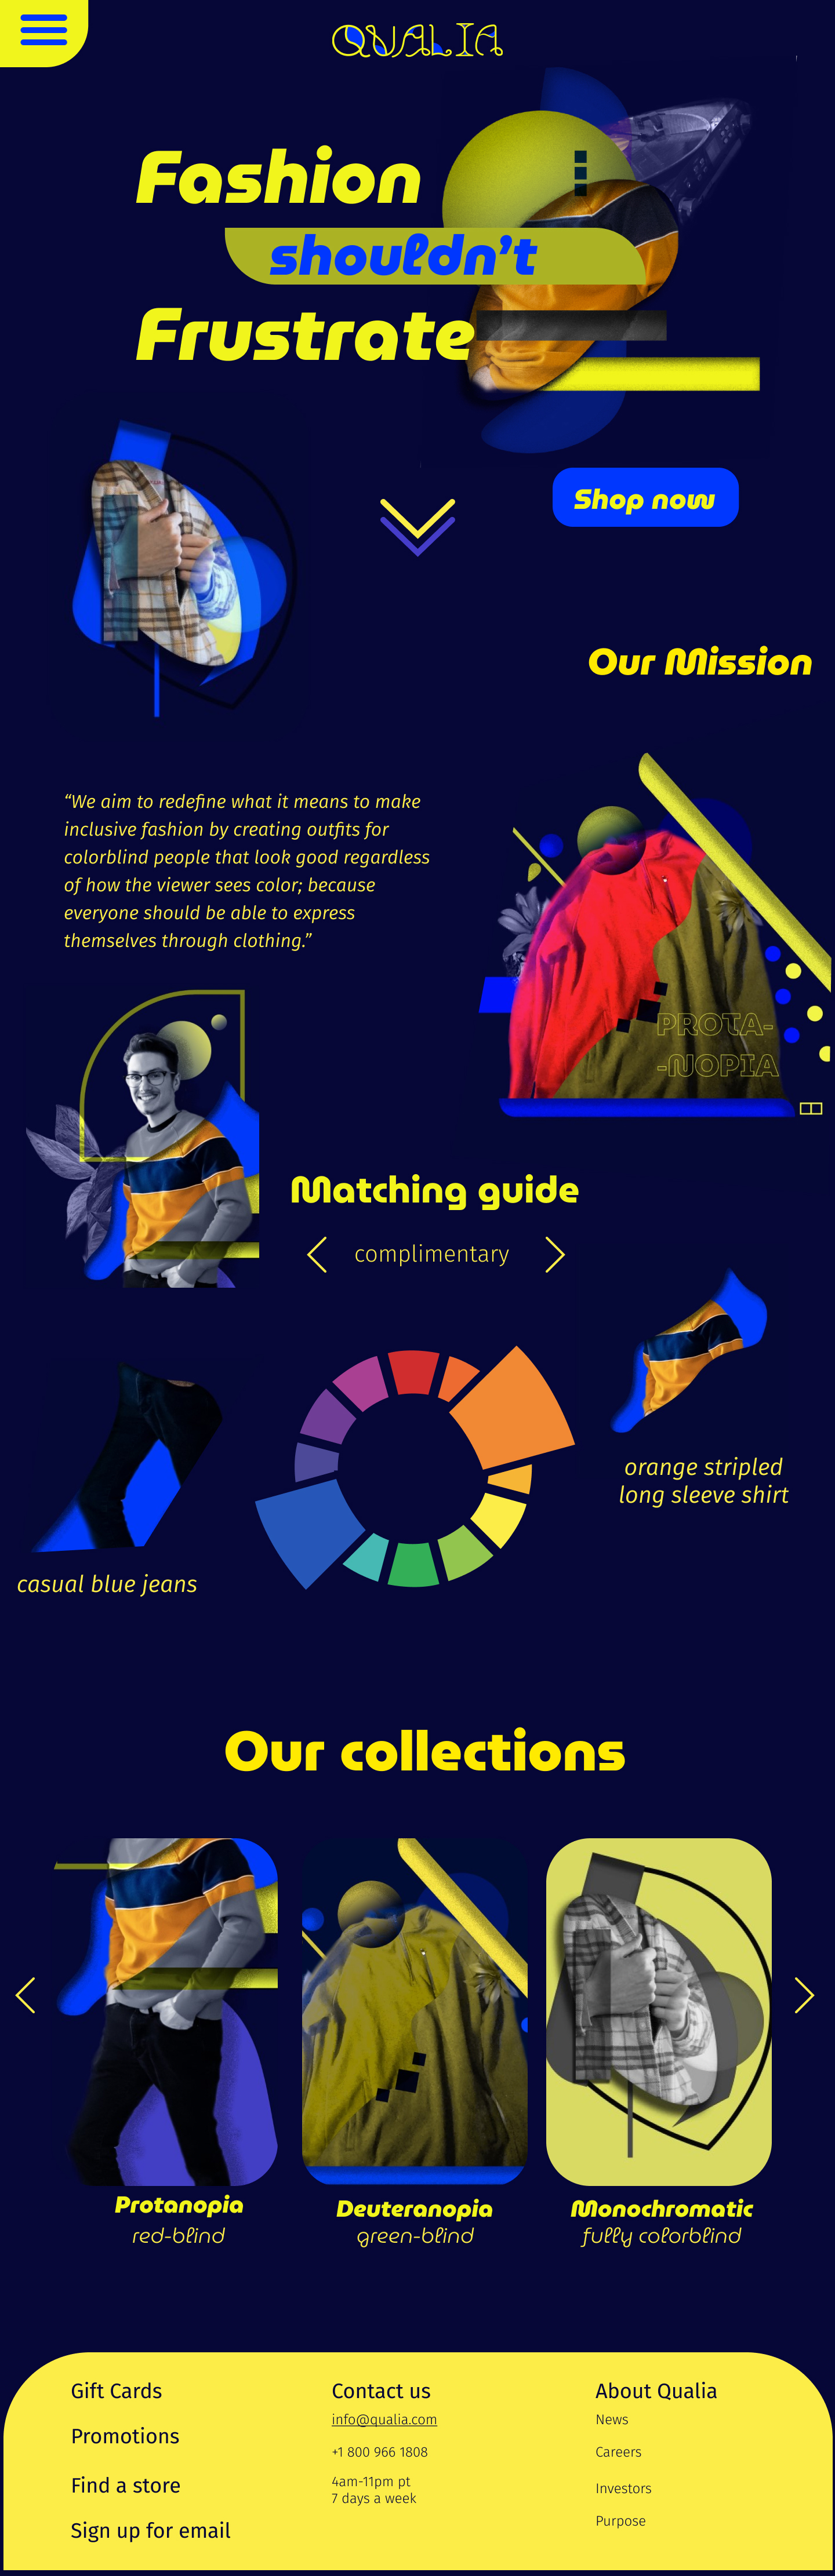 QUALIA
Fashion
shouldn't
Frustrate
Shop now
Our Mission
“We aim to redefine what it means to make
inclusive fashion by creating outfits for
colorblind people that look good regardless
of how the viewer sees color; because
everyone should be able to express
themselves through clothing.”
PROTA-
-NOPIA
Matching guide
complimentary
orange stripled
long sleeve shirt
casual blue jeans
Our collections
Protanopia
red-blind
Deuteranopia
green-blind
Monochromatic
fully colorblind
Gift Cards
Promotions
Find a store
Sign up for email
Contact us
info@qualia.com
+1 800 966 1808
4am-11pm pt
7 days a week
About Qualia
News
Careers
Investors
Purpose